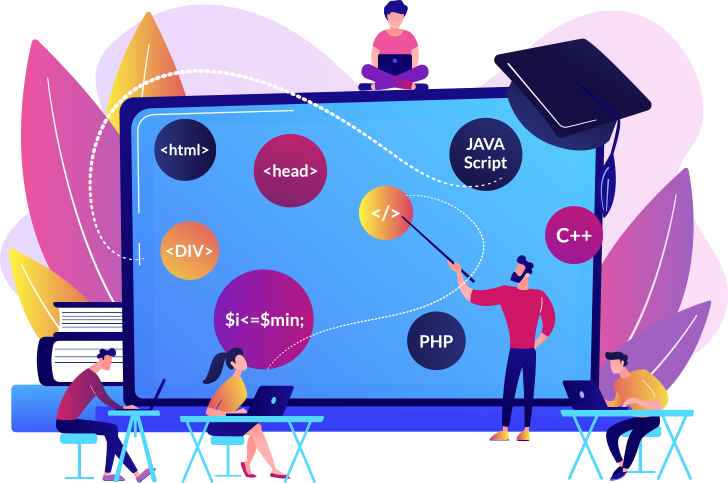 <html>
<head>
JAVA
Script
</>
C++
<DIV>
$i<=$min;
PHP